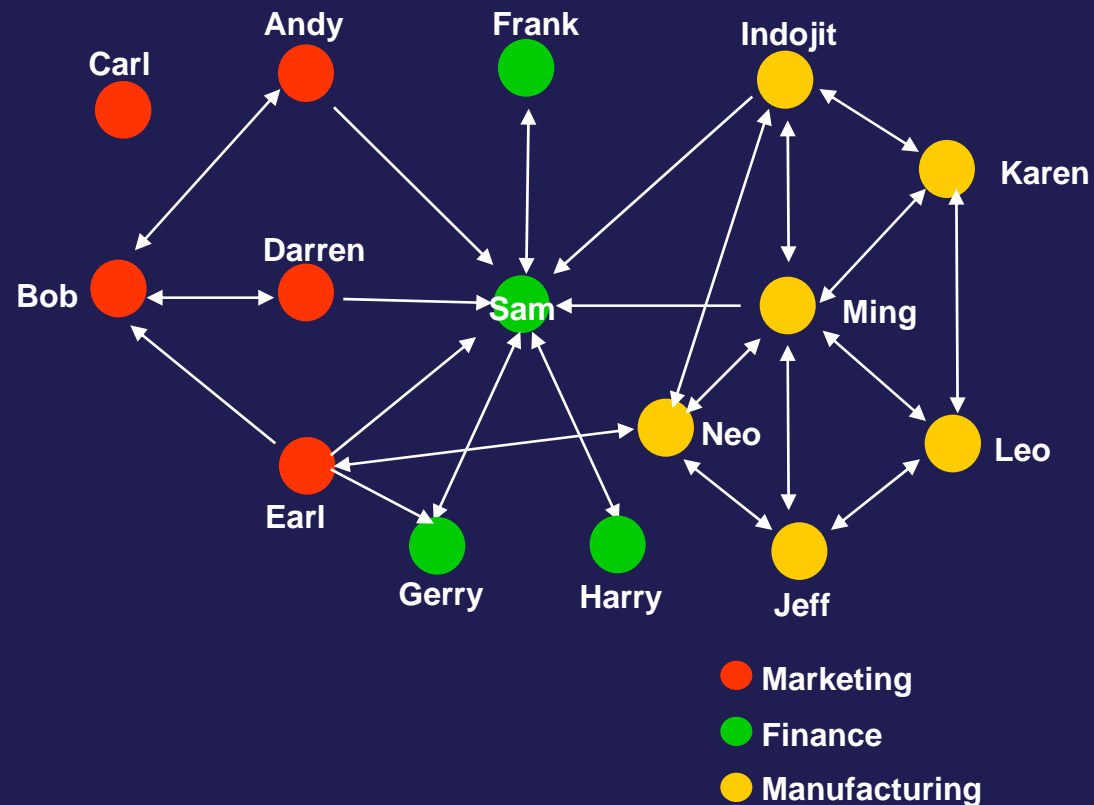 Andy
Frank
Indojit
Carl
Karen
Darren
Bob
Sam
Ming
Neo
Leo
Earl
Gerry
Harry
Jeff
Marketing
Finance
Manufacturing